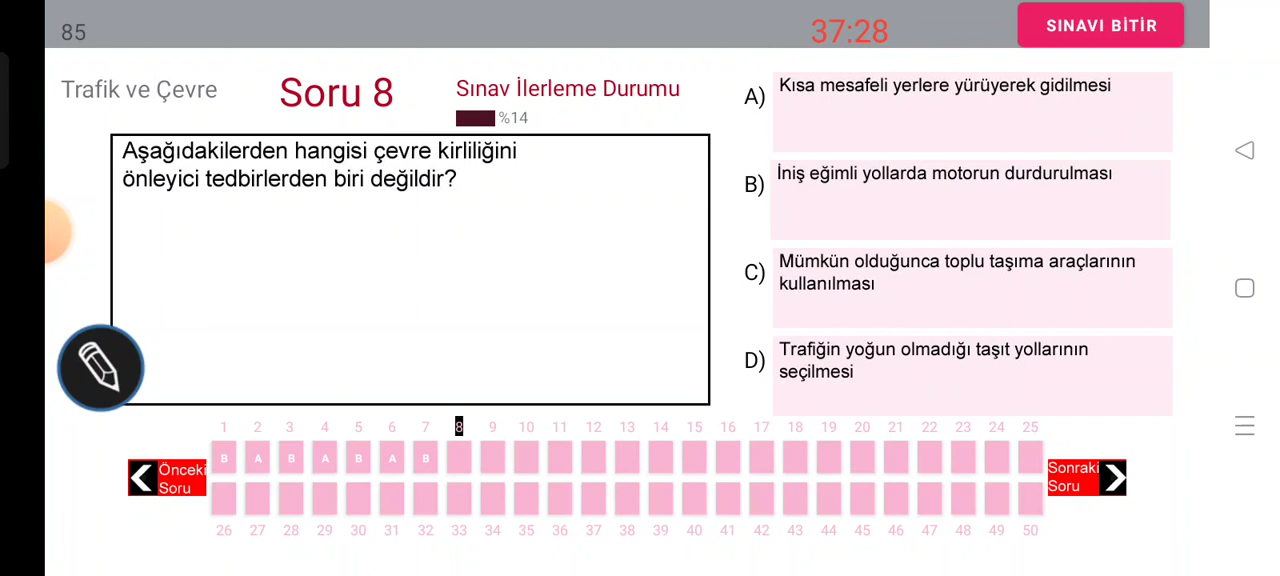 85
37:28
SINAVI BİTİR
Trafik ve Çevre
Soru 8
Sınav İlerleme Durumu
%14
Aşağıdakilerden hangisi çevre kirliliğini
önleyici tedbirlerden biri değildir?
A) Kısa mesafeli yerlere yürüyerek gidilmesi
B) İniş eğimli yollarda motorun durdurulması
C) Mümkün olduğunca toplu taşıma araçlarının
kullanılması
D) Trafiğin yoğun olmadığı taşıt yollarının
seçilmesi
1 2 3 4 5 6 7 8 9 10 11 12 13 14 15 16 17 18 19 20 21 22 23 24 25
B A B A B A B
Önceki
Soru
Sonraki
Soru
26 27 28 29 30 31 32 33 34 35 36 37 38 39 40 41 42 43 44 45 46 47 48 49 50